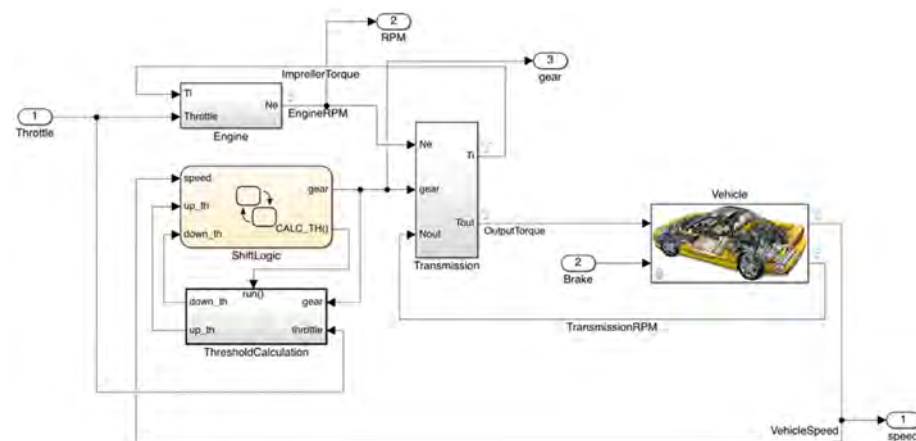 2
RPM
3
gear
ImprellerTorque
Ti
Throttle
Ne
EngineRPM
Engine
1
Throttle
Ne
gear
Nout
Ti
Tout
Transmission
speed
up_th
down_th
gear
CALC_TH()
ShiftLogic
run()
down_th
up_th
gear
throttle
ThresholdCalculation
OutputTorque
Vehicle
2
Brake
TransmissionRPM
VehicleSpeed
1
speed